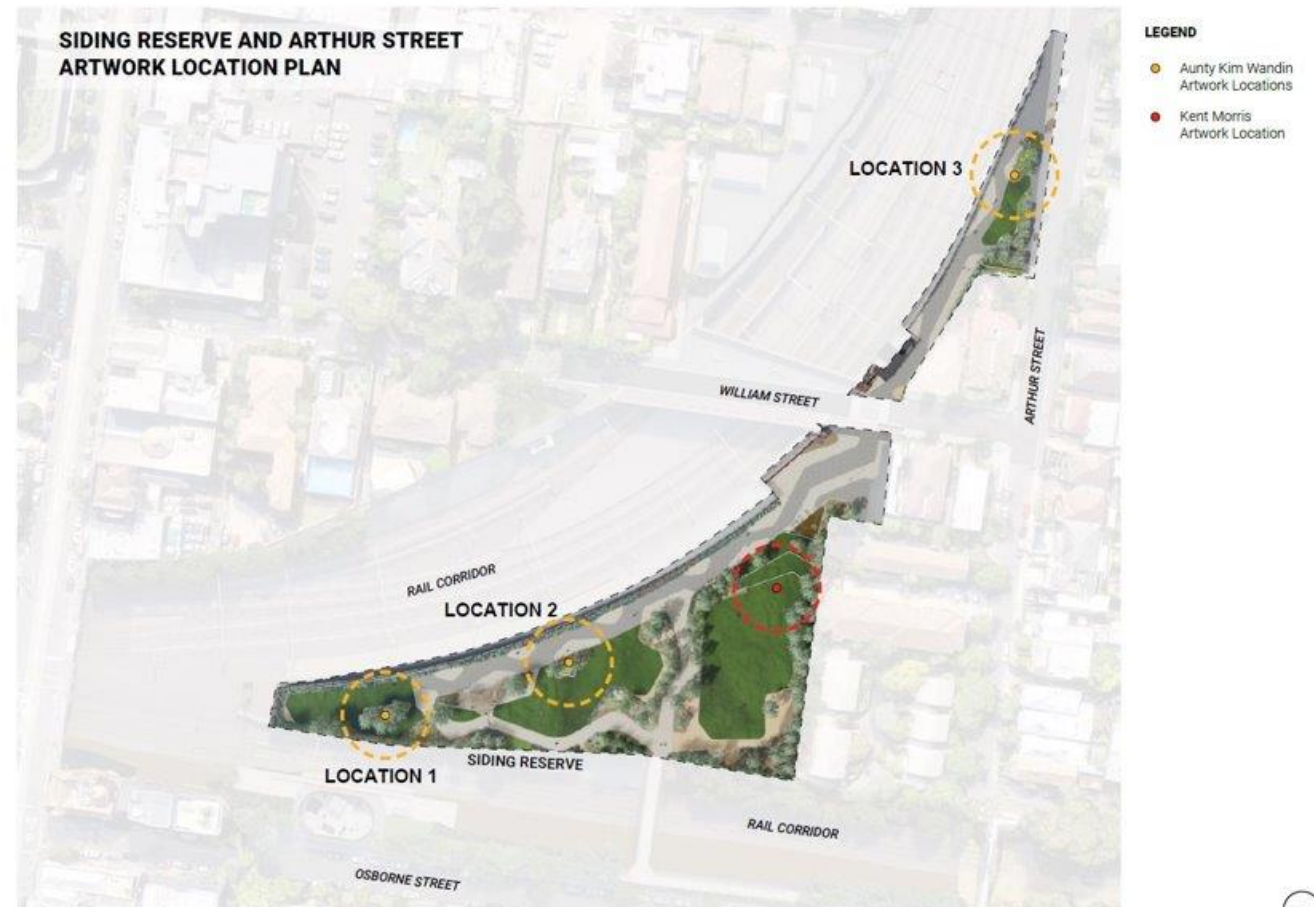 SIDING RESERVE AND ARTHUR STREET
ARTWORK LOCATION PLAN
LEGEND
Aunty Kim Wandin
Artwork Locations
Kent Morris
Artwork Location
LOCATION 3
ARTHUR STREET
WILLIAM STREET
RAIL CORRIDOR
LOCATION 2
SIDING RESERVE
LOCATION 1
RAIL CORRIDOR
OSBORNE STREET